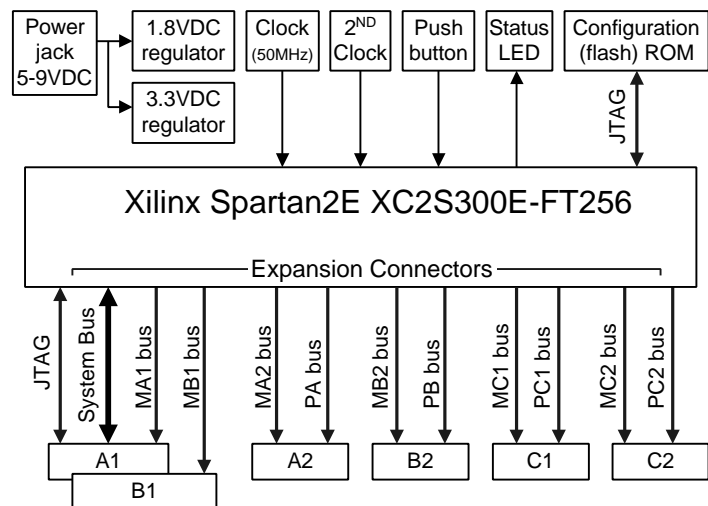 Power
jack
5-9VDC
1.8VDC
regulator
3.3VDC
regulator
Clock
(50MHz)
2ND
Clock
Push
button
Status
LED
Configuration
(flash) ROM
JTAG
Xilinx Spartan2E XC2S300E-FT256
Expansion Connectors
JTAG
System Bus
MA1 bus
MB1 bus
MA2 bus
PA bus
MB2 bus
PB bus
MC1 bus
PC1 bus
MC2 bus
PC2 bus
A1
B1
A2
B2
C1
C2